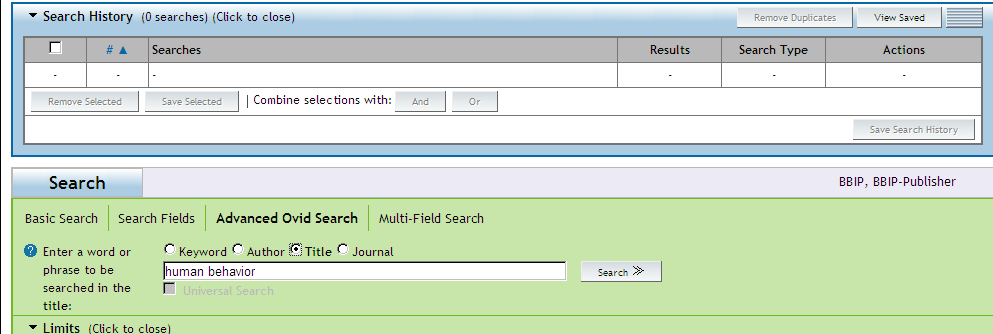 Search History (0 searches) (Click to close) Remove Duplicates View Saved
# ▲ Searches Results Search Type Actions
- - - - - -
Remove Selected Save Selected | Combine selections with: And Or
Save Search History
Search BBIP, BBIP-Publisher
Basic Search Search Fields Advanced Ovid Search Multi-Field Search
? Enter a word or Keyword Author Title Journal
phrase to be human behavior Search
searched in the Universal Search
title:
Limits (Click to close)